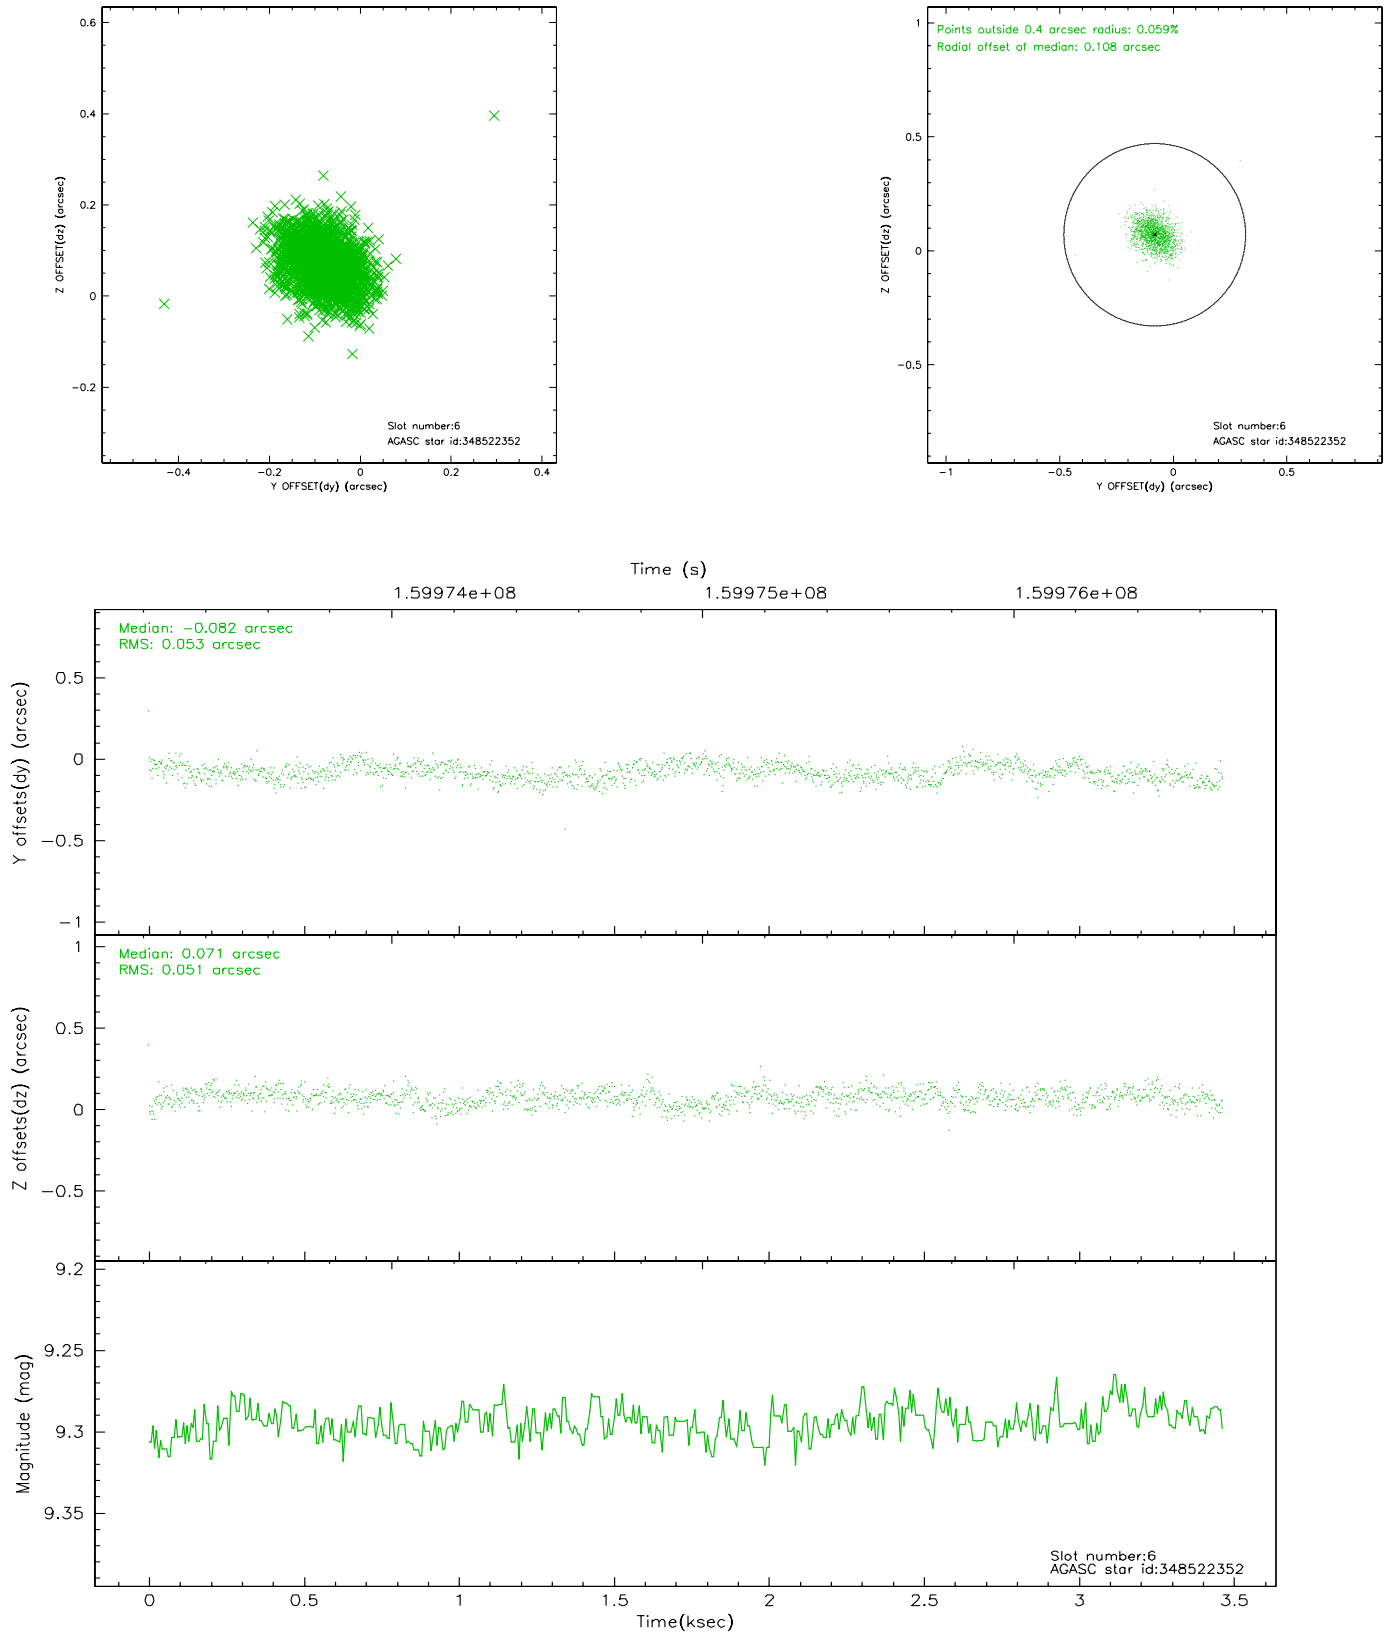 0.6
0.4
0.2
0
−0.2
Z OFFSET(dz) (arcsec)
Slot number:6
AGASC star id:348522352
−0.4
−0.2
0
0.2
0.4
Y OFFSET(dy) (arcsec)
Points outside 0.4 arcsec radius: 0.059%
Radial offset of median: 0.108 arcsec
1
0.5
0
−0.5
Z OFFSET(dz) (arcsec)
Slot number:6
AGASC star id:348522352
−1
−0.5
0
0.5
Y OFFSET(dy) (arcsec)
Time (s)
1.59974e+08
1.59975e+08
1.59976e+08
Median: −0.082 arcsec
RMS: 0.053 arcsec
0.5
0
−0.5
−1
Y offsets(dy) (arcsec)
Median: 0.071 arcsec
RMS: 0.051 arcsec
1
0.5
0
−0.5
Z offsets(dz) (arcsec)
9.2
9.25
9.3
9.35
Magnitude (mag)
Slot number:6
AGASC star id:348522352
0
0.5
1
1.5
2
2.5
3
3.5
Time(ksec)